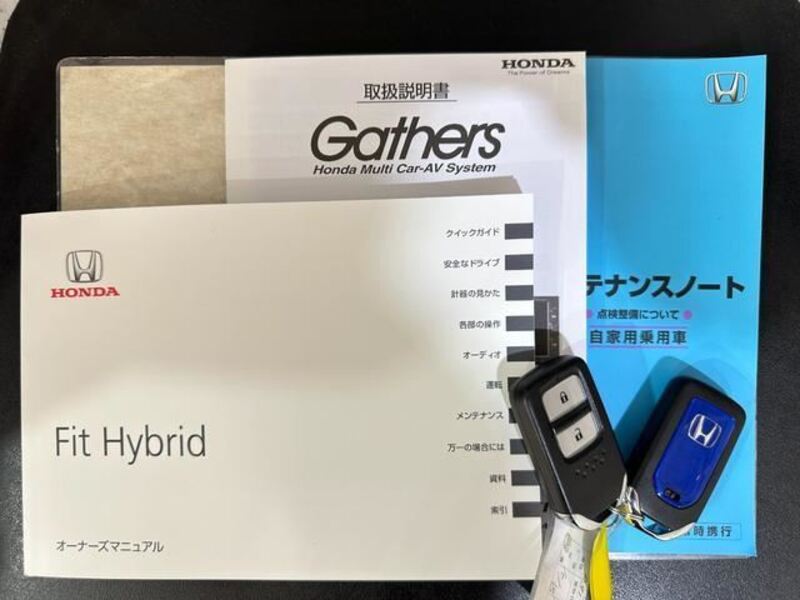 HONDA
The Power of Dreams
取扱説明書
Gathers
Honda Multi Car-AV System
テナンスノート
点検整備について
自家用乗用車
時携行
HONDA
Fit Hybrid
オーナーズマニュアル
クイックガイド
安全なドライブ
計器の見かた
各部の操作
オーディオ
運転
メンテナンス
万一の場合には
資料
索引